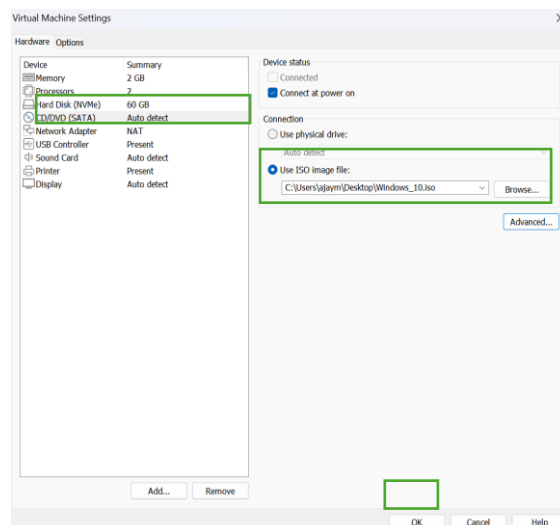 Virtual Machine Settings
Hardware Options
Device Summary
Memory 2 GB
Processors 2
Hard Disk (NVMe) 60 GB
CD/DVD (SATA) Auto detect
Network Adapter NAT
USB Controller Present
Sound Card Auto detect
Printer Present
Display Auto detect
Add... Remove
Device status
Connected
Connect at power on
Connection
Use physical drive:
Auto detect
Use ISO image file:
C:\Users\ajaym\Desktop\Windows_10.iso Browse...
Advanced...
OK Cancel Help